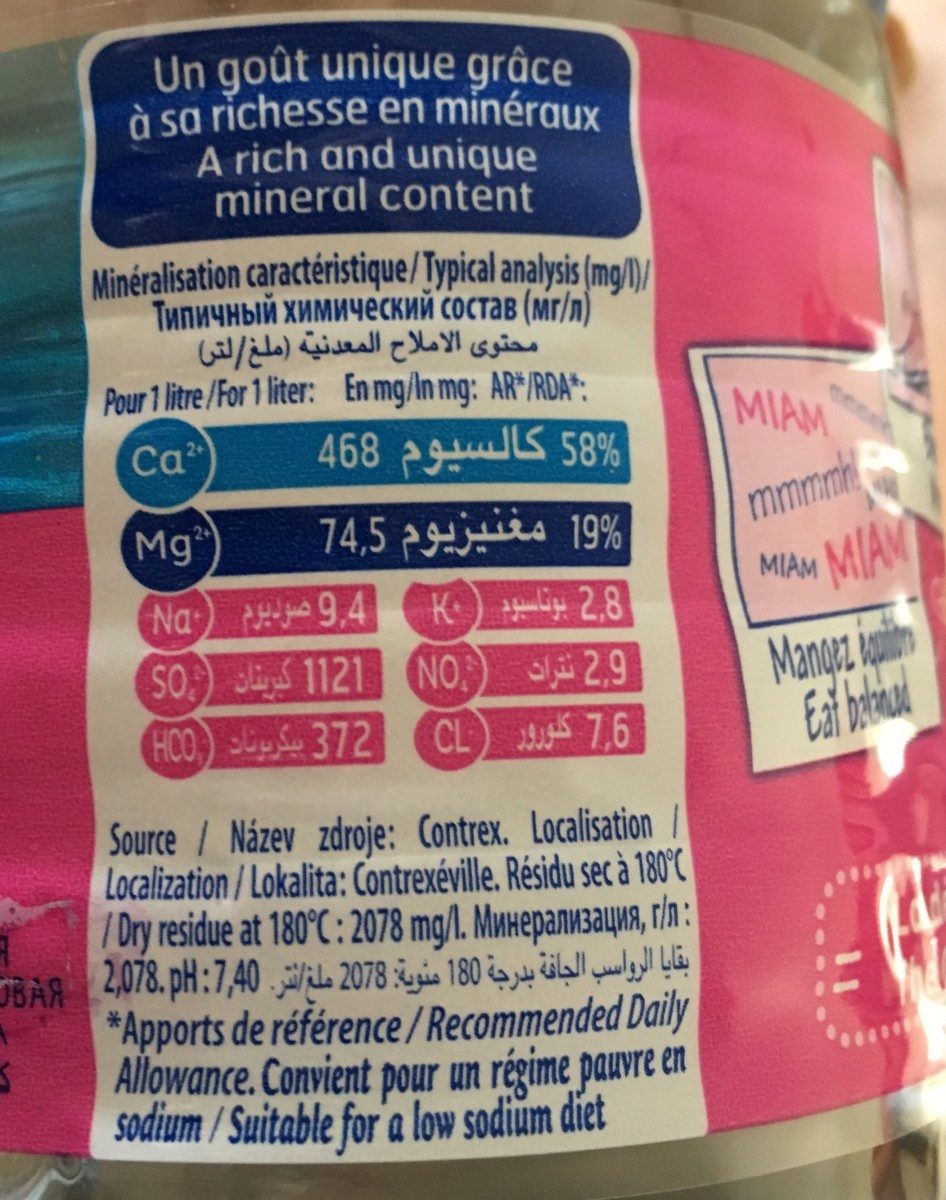 Un goût unique grâce
à sa richesse en minéraux
A rich and unique
mineral content
Minéralisation caractéristique/Typical analysis (mg/l)/
Типичный химический состав (мг/л)
محتوى الاملاح المعدنية (ملغ/لتر)
Pour 1 litre/For 1 liter: En mg/In mg: AR*/RDA*:
Ca²⁺ 468 كالسيوم 58%
Mg²⁺ 74,5 مغنيزيوم 19%
Na⁺ صوديوم 9,4 K⁺ بوتاسيوم 2,8
SO₄²⁻ كبريتات 1121 NO₃ نترات 2,9
HCO₃ بيكربونات 372 CL⁻ كلورور 7,6
Source / Název zdroje: Contrex. Localisation /
Localization / Lokalita: Contrexéville. Résidu sec à 180°C
/ Dry residue at 180°C : 2078 mg/l. Минерализация, г/л :
2,078. pH : 7,40 بقايا الرواسب الجافة بدرجة 180 مئوية: 2078 ملغ/لتر.
*Apports de référence / Recommended Daily
Allowance. Convient pour un régime pauvre en
sodium / Suitable for a low sodium diet
MIAM
mmmmh!
MIAM MIAM
Mangez équilibré
Eat balanced
Я
ОВАЯ